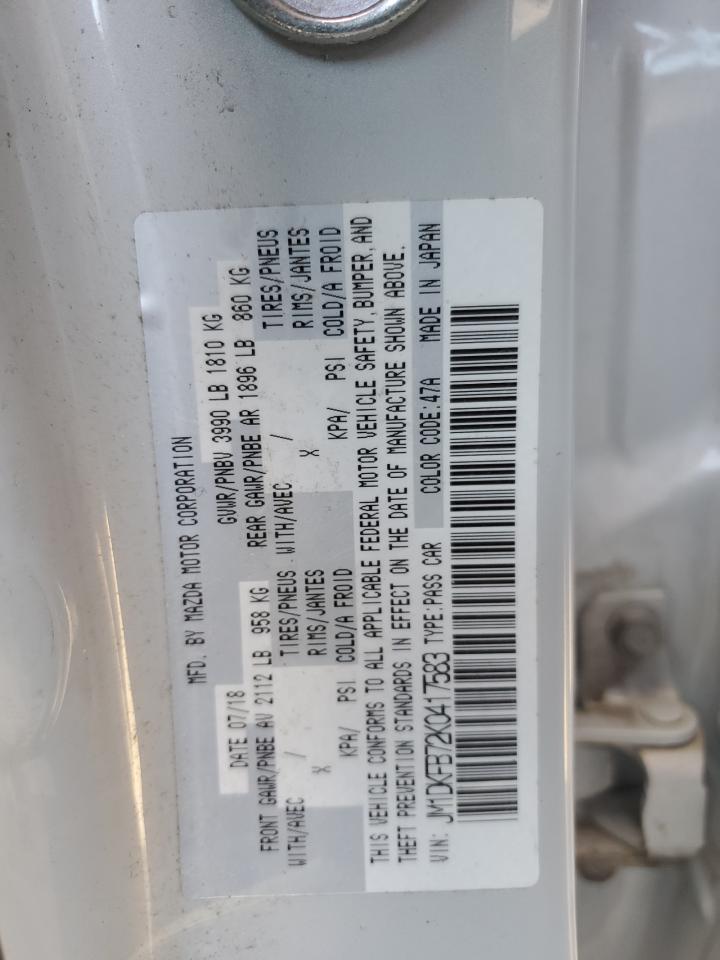 MFD. BY MAZDA MOTOR CORPORATION
DATE 07/18 GVWR/PNBV 3990 LB 1810 KG
FRONT GAWR/PNBE AV 2112 LB 958 KG REAR GAWR/PNBE AR 1896 LB 860 KG
WITH/AVEC / TIRES/PNEUS WITH/AVEC / TIRES/PNEUS
X RIMS/JANTES X RIMS/JANTES
KPA/ PSI COLD/A FROID KPA/ PSI COLD/A FROID
THIS VEHICLE CONFORMS TO ALL APPLICABLE FEDERAL MOTOR VEHICLE SAFETY, BUMPER, AND
THEFT PREVENTION STANDARDS IN EFFECT ON THE DATE OF MANUFACTURE SHOWN ABOVE.
VIN: JM1DKFB72K0417583 TYPE:PASS CAR COLOR CODE:47A MADE IN JAPAN